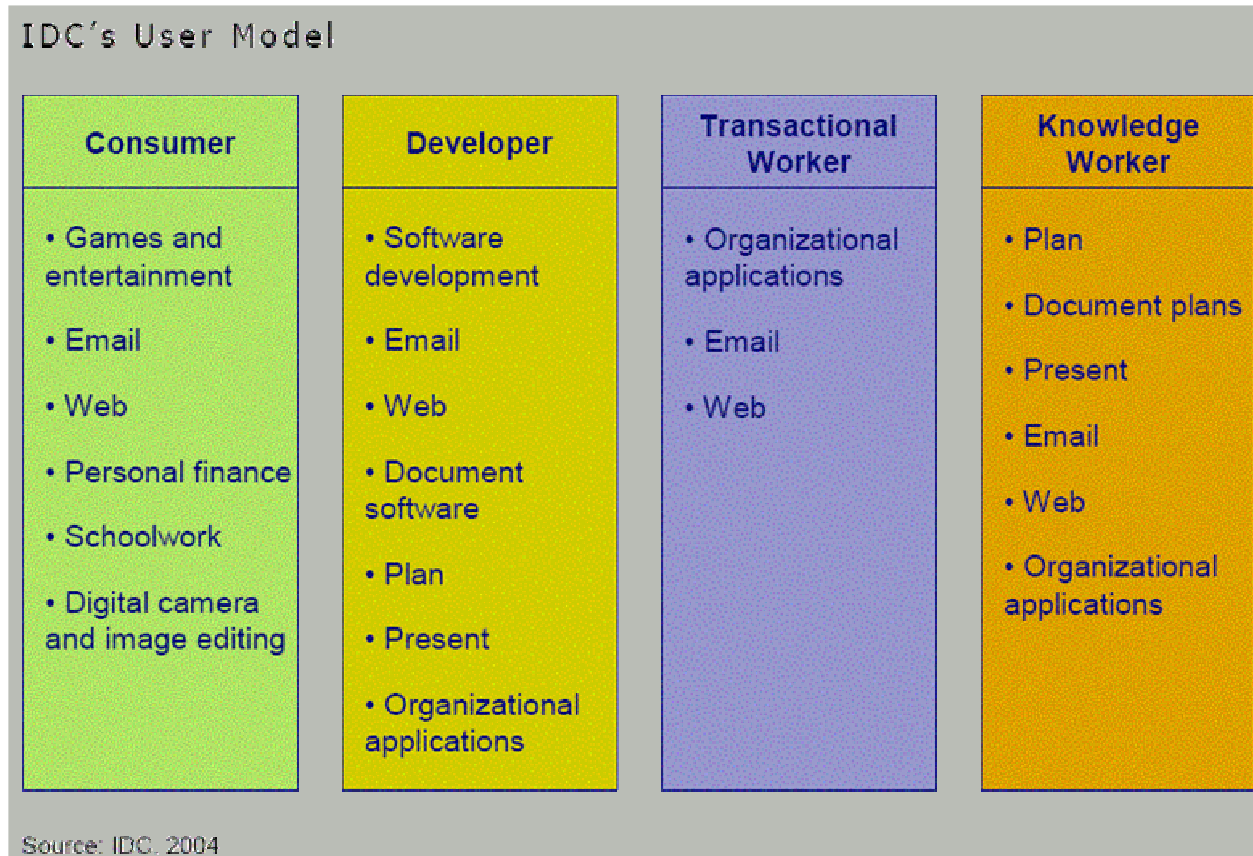 IDC's User Model
Consumer
• Games and
entertainment
• Email
• Web
• Personal finance
• Schoolwork
• Digital camera
and image editing
Developer
• Software
development
• Email
• Web
• Document
software
• Plan
• Present
• Organizational
applications
Transactional
Worker
• Organizational
applications
• Email
• Web
Knowledge
Worker
• Plan
• Document plans
• Present
• Email
• Web
• Organizational
applications
Source: IDC, 2004